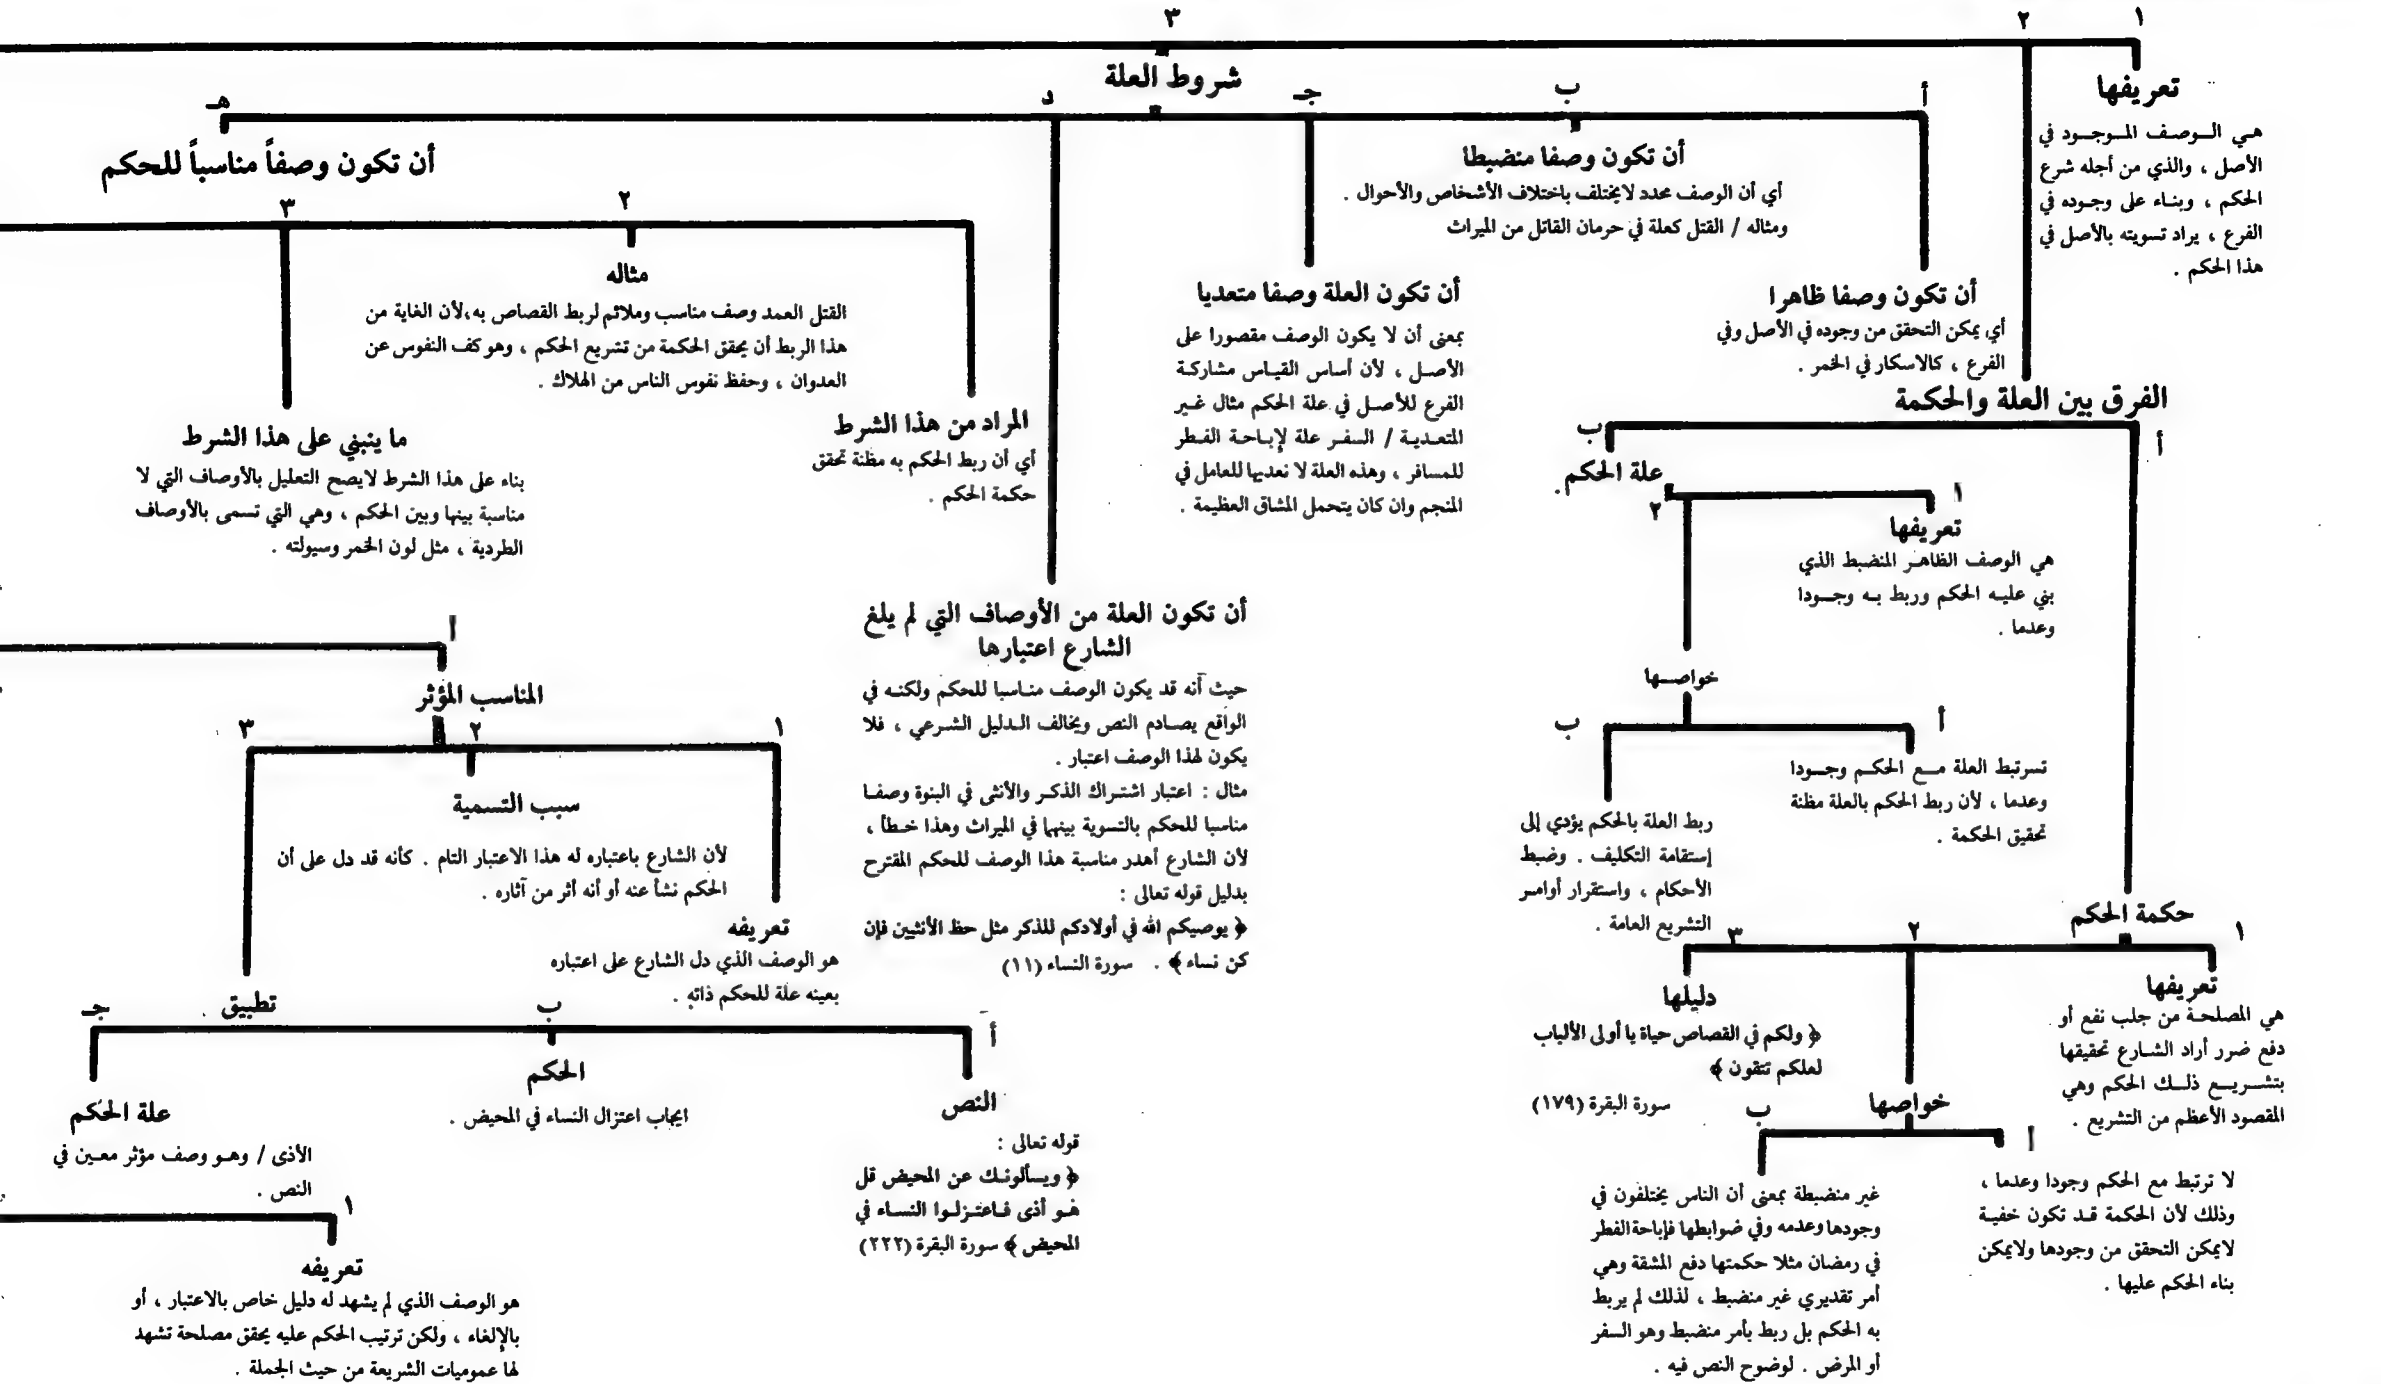 ١
تعريفها
هي الوصف الموجود في
الأصل ، والذي من أجله شرع
الحكم ، وبناء على وجوده في
الفرع ، يراد تسويته بالأصل في
هذا الحكم .
٢
الفرق بين العلة والحكمة
أ
حكمة الحكم
١
تعريفها
هي المصلحة من جلب نفع أو
دفع ضرر أراد الشارع تحقيقها
بتشريع ذلك الحكم وهي
المقصود الأعظم من التشريع .
٢
خواصها
أ
لا ترتبط مع الحكم وجودا وعدما ،
وذلك لأن الحكمة قد تكون خفية
لايمكن التحقق من وجودها ولايمكن
بناء الحكم عليها .
ب
غير منضبطة بمعنى أن الناس يختلفون في
وجودها وعدمه وفي ضوابطها فإباحة الفطر
في رمضان مثلا حكمتها دفع المشقة وهي
أمر تقديري غير منضبط ، لذلك لم يربط
به الحكم بل ربط بأمر منضبط وهو السفر
أو المرض . لوضوح النص فيه .
٣
دليلها
﴿ ولكم في القصاص حياة يا أولى الألباب
لعلكم تتقون ﴾
سورة البقرة (١٧٩)
ب
علة الحكم .
١
تعريفها
هي الوصف الظاهر المنضبط الذي
بني عليه الحكم وربط به وجودا
وعدما .
٢
خواصها
أ
تسرتبط العلة مع الحكم وجودا
وعدما ، لأن ربط الحكم بالعلة مظنة
تحقيق الحكمة .
ب
ربط العلة بالحكم يؤدي إلى
إستقامة التكليف . وضبط
الأحكام ، واستقرار أوامر
التشريع العامة .
٣
شروط العلة
أ
أن تكون وصفا ظاهرا
أي يمكن التحقق من وجوده في الأصل وفي
الفرع ، كالاسكار في الخمر .
ب
أن تكون وصفا منضبطا
أي أن الوصف محدد لايختلف باختلاف الأشخاص والأحوال .
ومثاله / القتل كعلة في حرمان القاتل من الميراث
جـ
أن تكون العلة وصفا متعديا
بمعنى أن لا يكون الوصف مقصورا على
الأصل ، لأن أساس القياس مشاركة
الفرع للأصل في علة الحكم مثال غير
المتعدية / السفر علة لإباحة الفطر
للمسافر ، وهذه العلة لا نعديها للعامل في
المنجم وان كان يتحمل المشاق العظيمة .
د
أن تكون العلة من الأوصاف التي لم يلغ
الشارع اعتبارها
حيث أنه قد يكون الوصف مناسبا للحكم ولكنه في
الواقع يصادم النص ويخالف الدليل الشرعي ، فلا
يكون لهذا الوصف اعتبار .
مثال : اعتبار اشتراك الذكر والأنثى في البنوة وصفا
مناسبا للحكم بالتسوية بينهما في الميراث وهذا خطأ ،
لأن الشارع أهدر مناسبة هذا الوصف للحكم المقترح
بدليل قوله تعالى :
﴿ يوصيكم الله في أولادكم للذكر مثل حظ الأنثيين فإن
كن نساء ﴾ . سورة النساء (١١)
هـ
أن تكون وصفاً مناسباً للحكم
المراد من هذا الشرط
أي أن ربط الحكم به مظنة تحقق
حكمة الحكم .
٢
مثاله
القتل العمد وصف مناسب وملائم لربط القصاص به،لأن الغاية من
هذا الربط أن يحقق الحكمة من تشريع الحكم ، وهو كف النفوس عن
العدوان ، وحفظ نفوس الناس من الهلاك .
٣
ما ينبني على هذا الشرط
بناء على هذا الشرط لايصح التعليل بالأوصاف التي لا
مناسبة بينها وبين الحكم ، وهي التي تسمى بالأوصاف
الطردية ، مثل لون الخمر وسيولته .
أ
المناسب المؤثر
١
تعريفه
هو الوصف الذي دل الشارع على اعتباره
بعينه علة للحكم ذاته .
٢
سبب التسمية
لأن الشارع باعتباره له هذا الاعتبار التام . كأنه قد دل على أن
الحكم نشأ عنه أو أنه أثر من آثاره .
٣
تطبيق
أ
النص
قوله تعالى :
﴿ ويسألونك عن المحيض قل
هو أذى فاعتزلوا النساء في
المحيض ﴾ سورة البقرة (٢٢٢)
ب
الحكم
ايجاب اعتزال النساء في المحيض .
جـ
علة الحكم
الأذى / وهو وصف مؤثر معين في
النص .
١
تعريفه
هو الوصف الذي لم يشهد له دليل خاص بالاعتبار ، أو
بالإلغاء ، ولكن ترتيب الحكم عليه يحقق مصلحة تشهد
لها عموميات الشريعة من حيث الجملة .